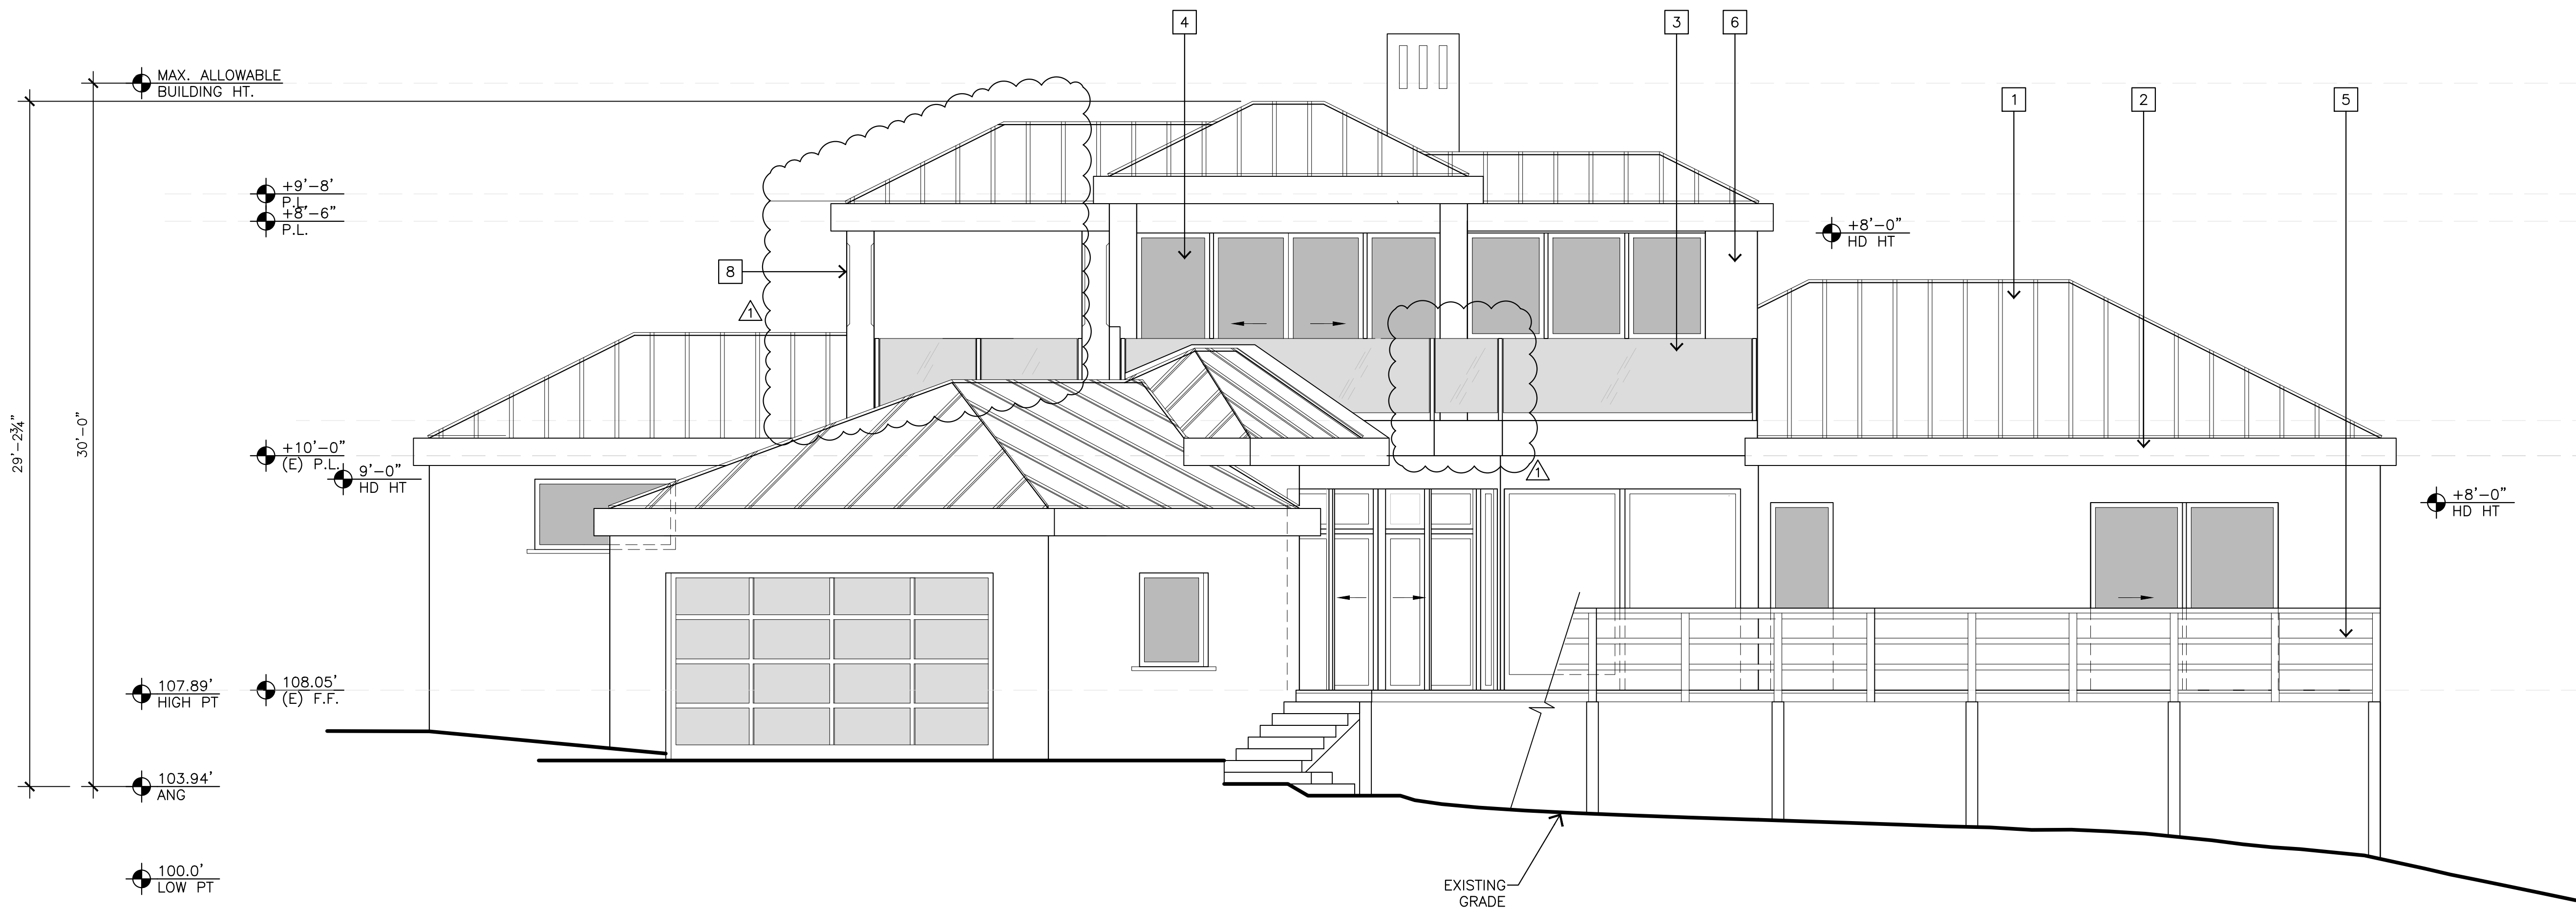 4
3
6
MAX. ALLOWABLE
BUILDING HT.
1
2
5
+9'-8'
P.L.
+8'-6"
P.L.
+8'-0"
HD HT
8
1
29'-2¾"
30'-0"
+10'-0"
(E) P.L.
9'-0"
HD HT
1
+8'-0"
HD HT
107.89'
HIGH PT
108.05'
(E) F.F.
103.94'
ANG
100.0'
LOW PT
EXISTING
GRADE